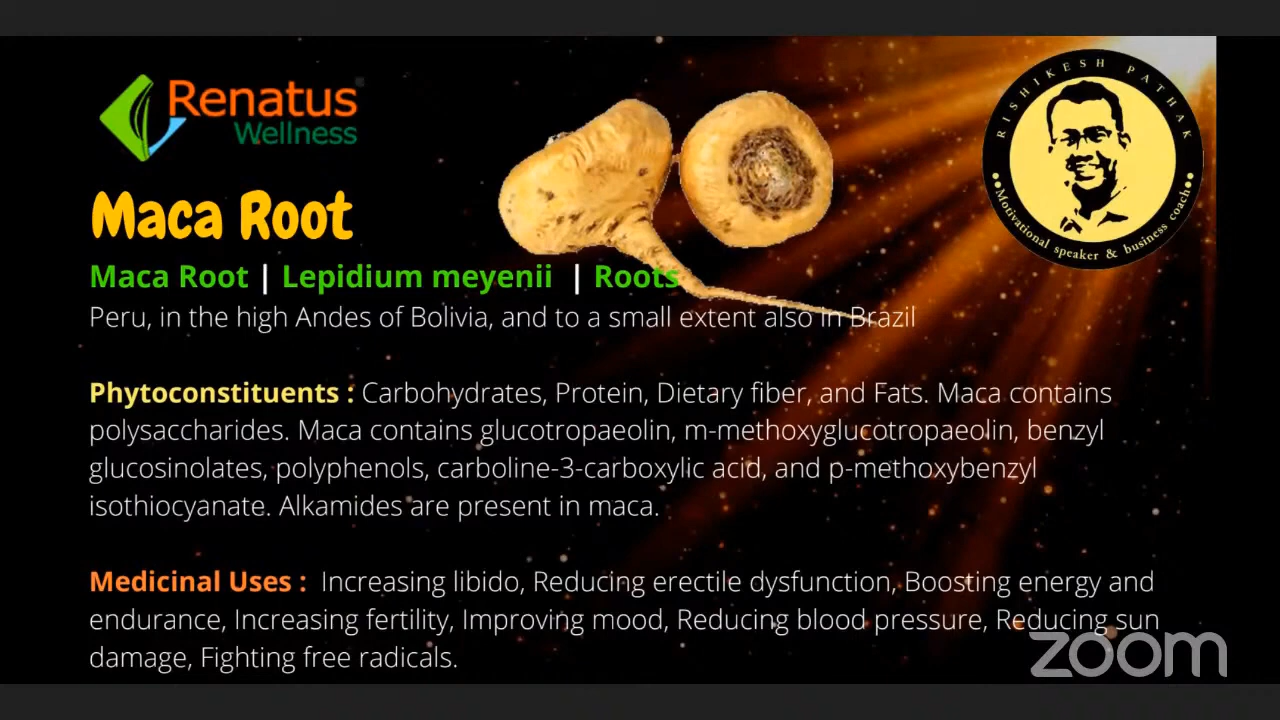 Renatus
Wellness
RISHIKESH PATHAK
Motivational speaker & business coach
Maca Root
Maca Root | Lepidium meyenii | Roots
Peru, in the high Andes of Bolivia, and to a small extent also in Brazil
Phytoconstituents : Carbohydrates, Protein, Dietary fiber, and Fats. Maca contains
polysaccharides. Maca contains glucotropaeolin, m-methoxyglucotropaeolin, benzyl
glucosinolates, polyphenols, carboline-3-carboxylic acid, and p-methoxybenzyl
isothiocyanate. Alkamides are present in maca.
Medicinal Uses : Increasing libido, Reducing erectile dysfunction, Boosting energy and
endurance, Increasing fertility, Improving mood, Reducing blood pressure, Reducing sun
damage, Fighting free radicals.
zoom